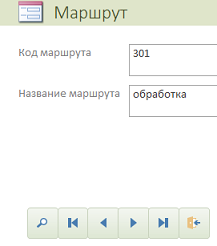 Маршрут
Код маршрута 301
Название маршрута обработка